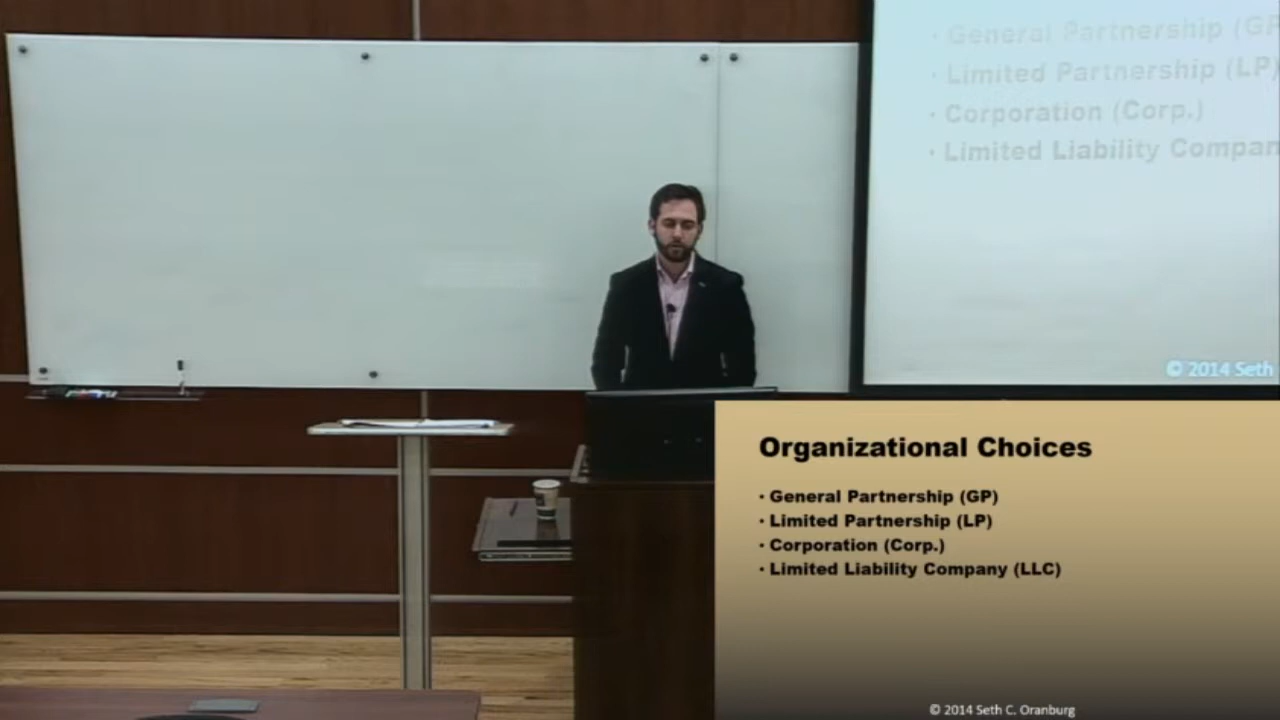 · General Partnership (GP
· Limited Partnership (LP)
· Corporation (Corp.)
· Limited Liability Compan
© 2014 Seth
Organizational Choices
· General Partnership (GP)
· Limited Partnership (LP)
· Corporation (Corp.)
· Limited Liability Company (LLC)
© 2014 Seth C. Oranburg